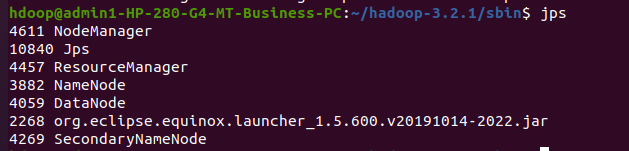 hdoop@admin1-HP-280-G4-MT-Business-PC:~/hadoop-3.2.1/sbin$ jps
4611 NodeManager
10840 Jps
4457 ResourceManager
3882 NameNode
4059 DataNode
2268 org.eclipse.equinox.launcher_1.5.600.v20191014-2022.jar
4269 SecondaryNameNode